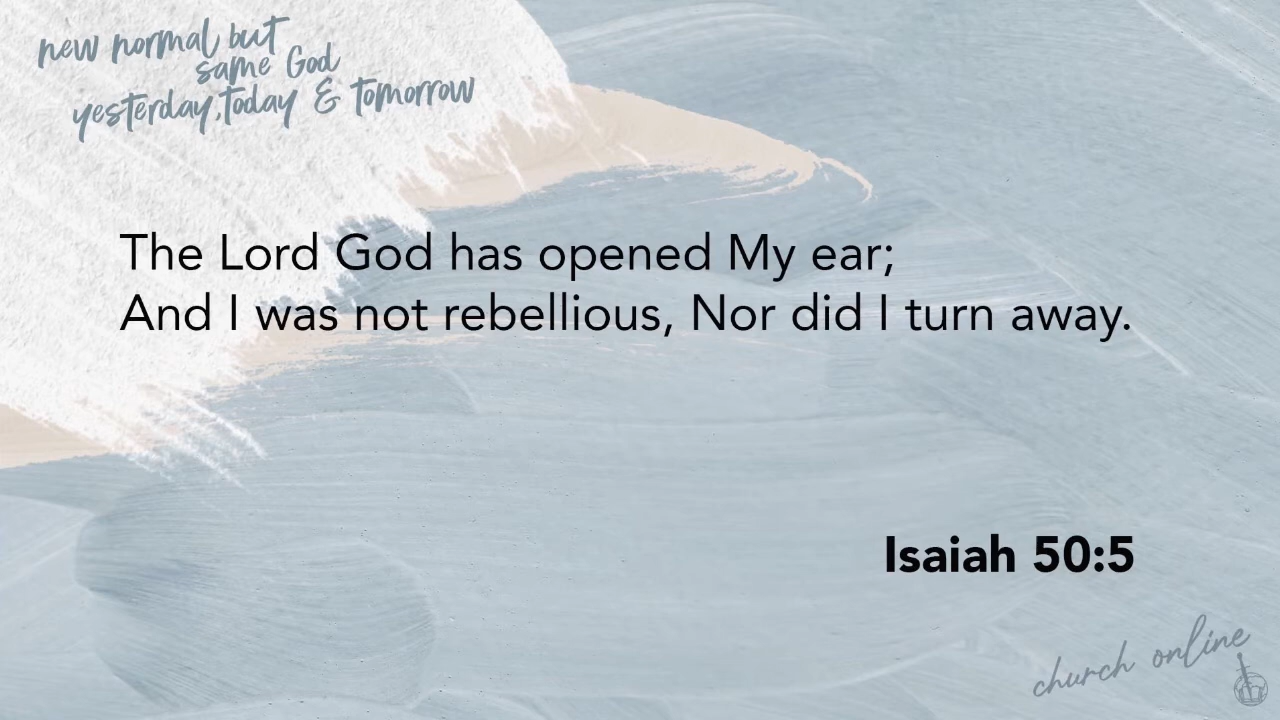 new normal but
same God
yesterday,today & tomorrow
The Lord God has opened My ear;
And I was not rebellious, Nor did I turn away.
Isaiah 50:5
church online